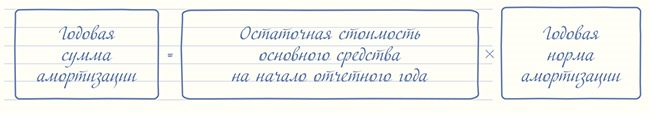 Годовая
сумма
амортизации
=
Остаточная стоимость
основного средства
на начало отчетного года
×
Годовая
норма
амортизации